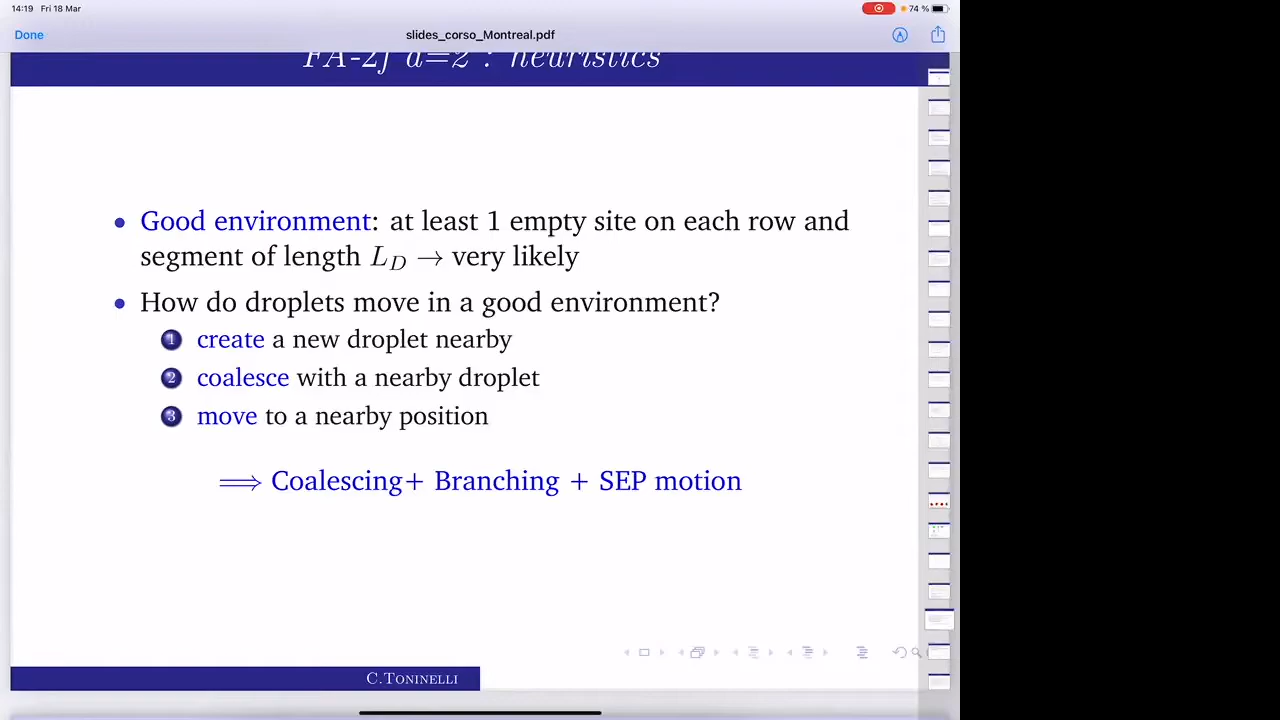 14:19 Fri 18 Mar 74 %
Done slides_corso_Montreal.pdf
FA-2f d=2 : heuristics
• Good environment: at least 1 empty site on each row and
segment of length L_D → very likely
• How do droplets move in a good environment?
1 create a new droplet nearby
2 coalesce with a nearby droplet
3 move to a nearby position
⟹ Coalescing+ Branching + SEP motion
C.Toninelli